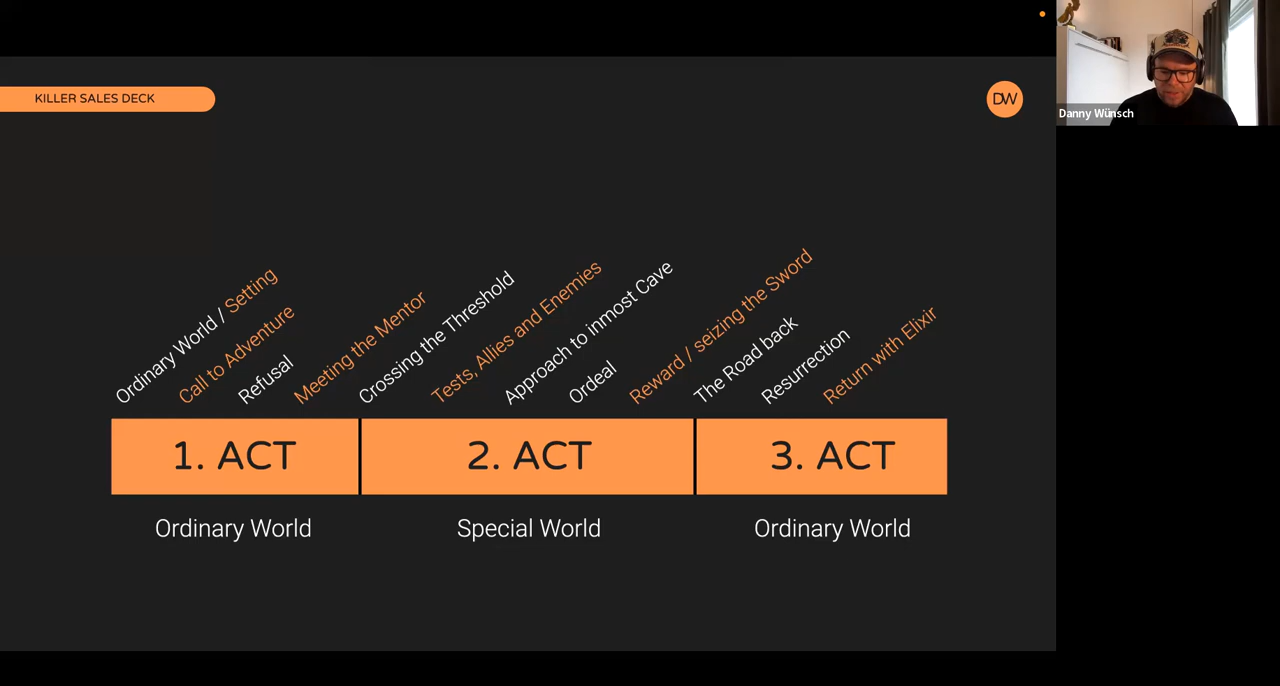 KILLER SALES DECK
DW
Danny Wünsch
Ordinary World / Setting
Call to Adventure
Refusal
Meeting the Mentor
Crossing the Threshold
Tests, Allies and Enemies
Approach to inmost Cave
Ordeal
Reward / seizing the Sword
The Road back
Resurrection
Return with Elixir
1. ACT
2. ACT
3. ACT
Ordinary World
Special World
Ordinary World